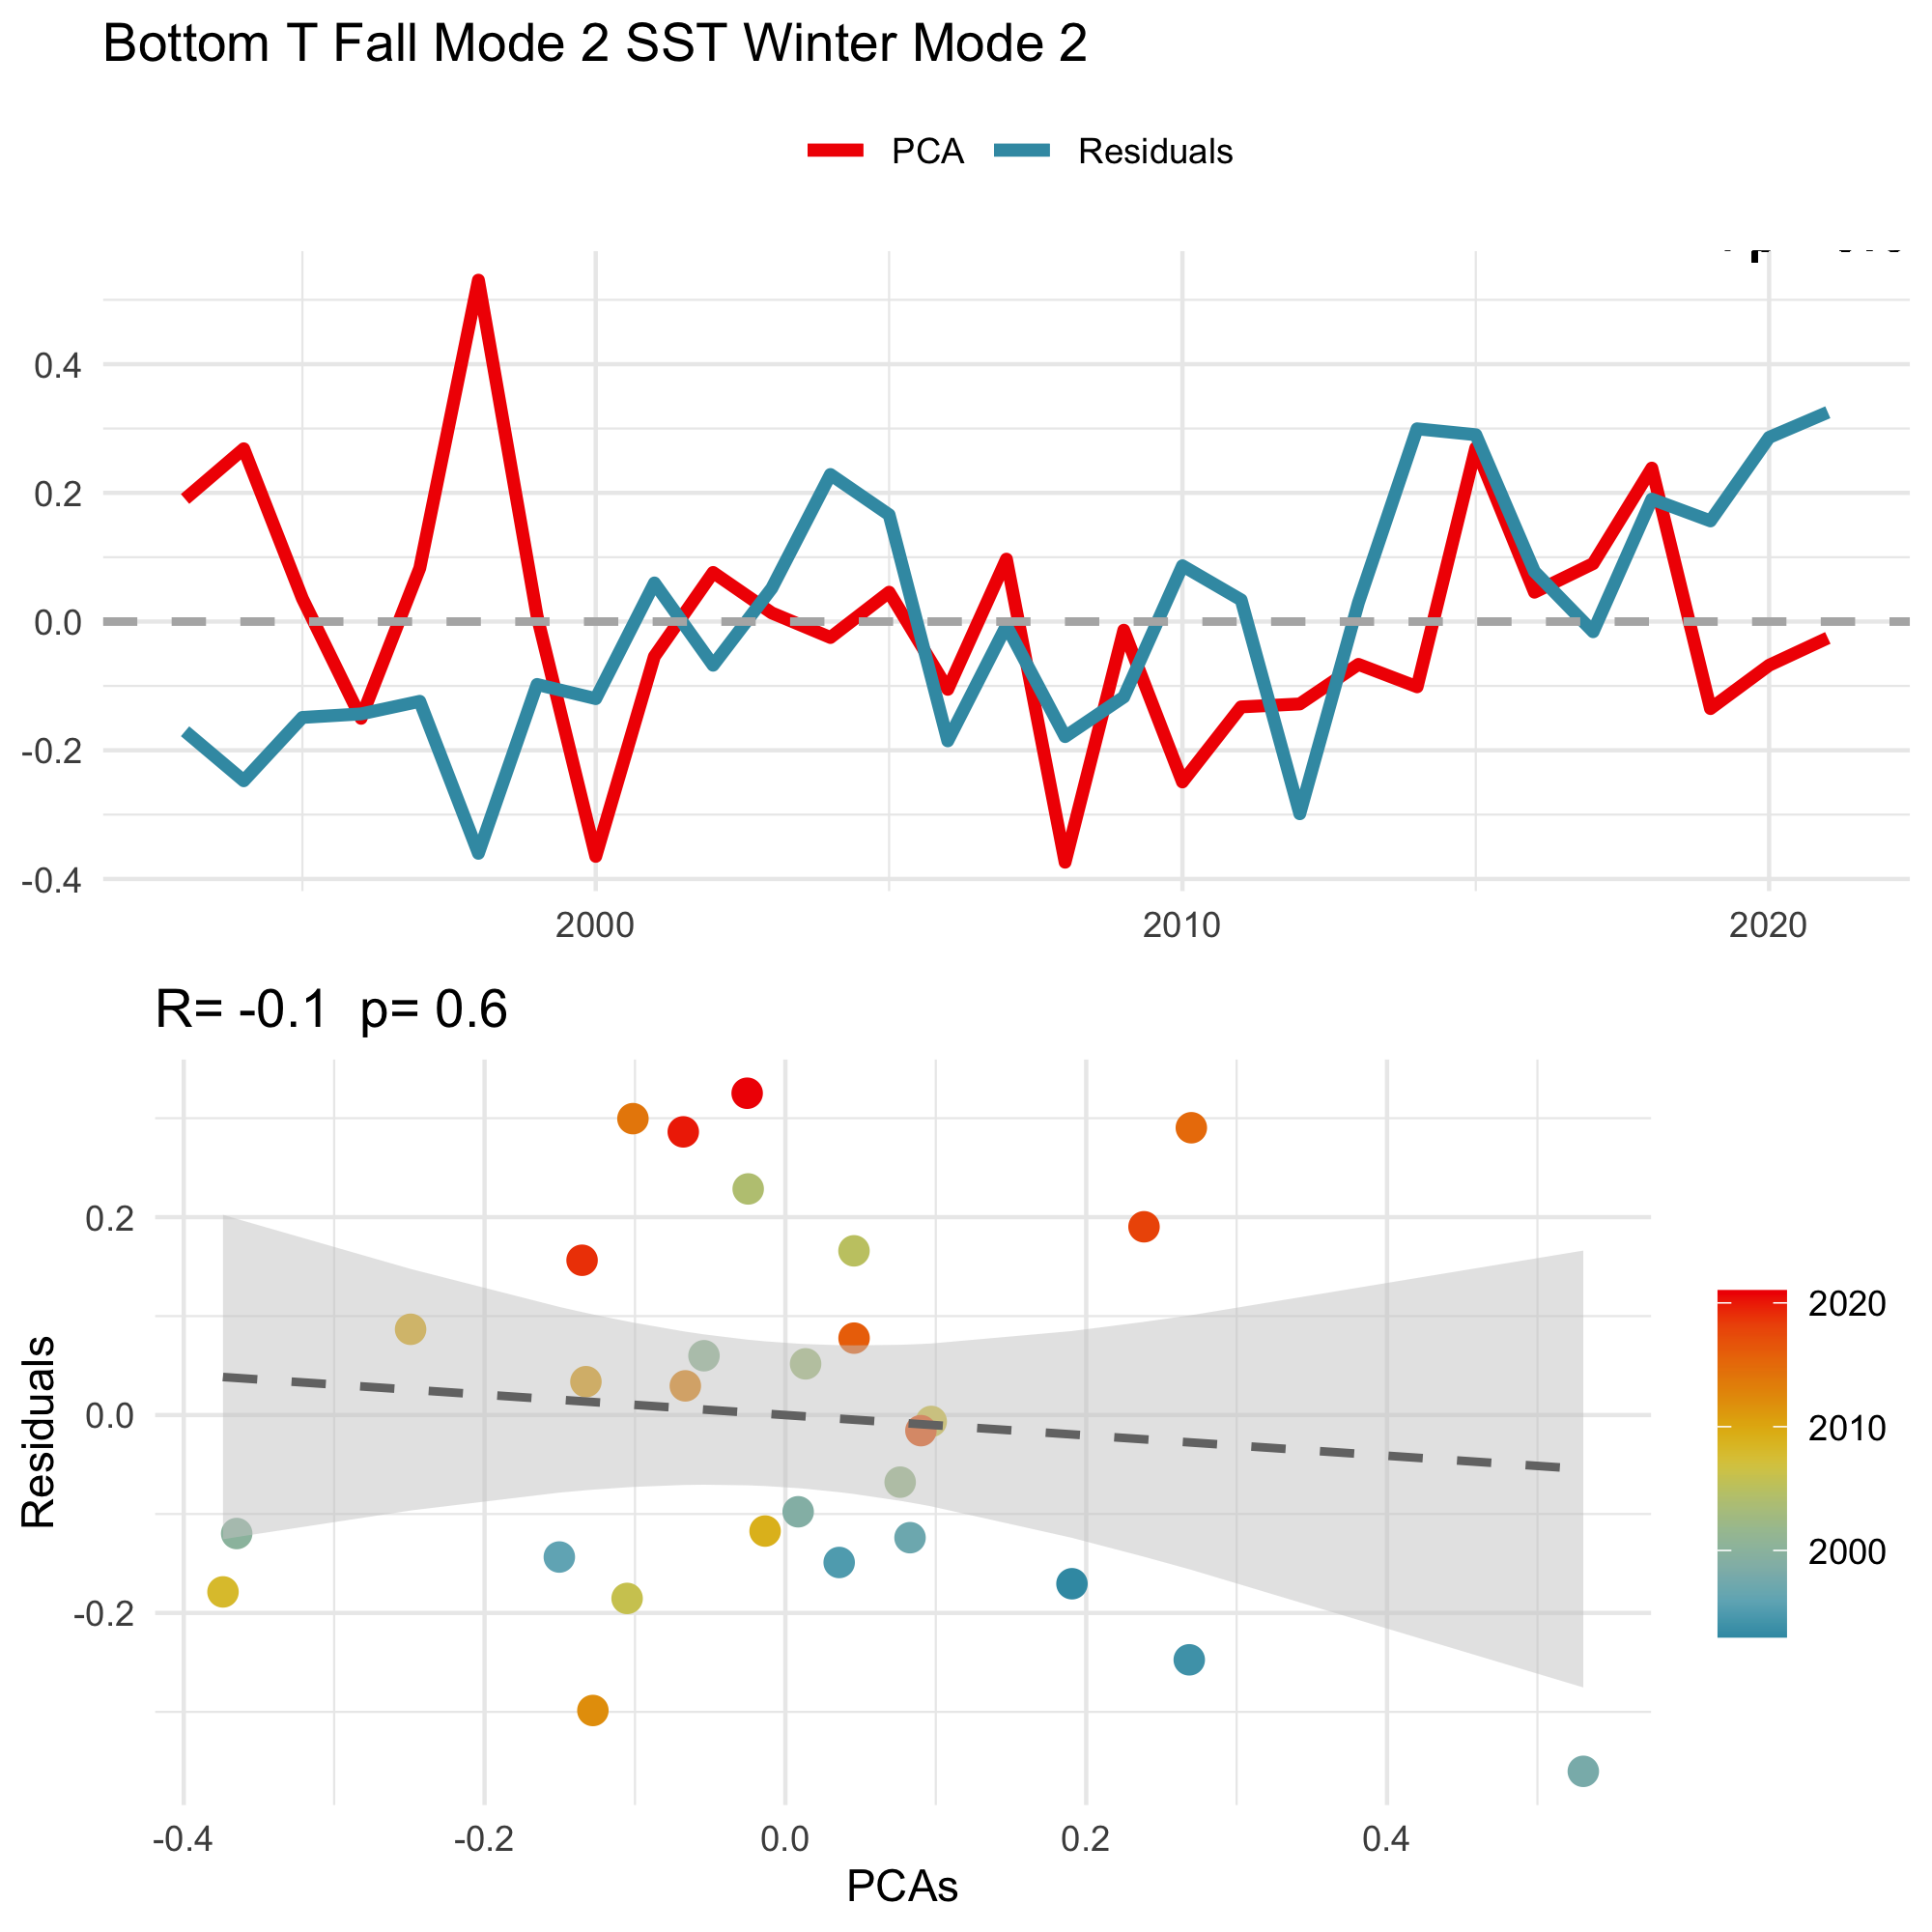 Bottom T Fall Mode 2 SST Winter Mode 2
PCA Residuals
0.4
0.2
0.0
-0.2
-0.4
2000 2010 2020
R= -0.1 p= 0.6
Residuals
0.2
0.0
-0.2
-0.4 -0.2 0.0 0.2 0.4
PCAs
2020
2010
2000